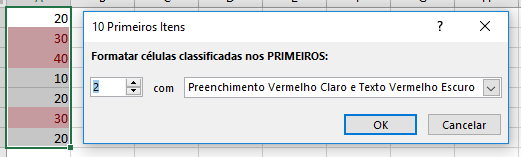 20
30
40
10
20
30
20
10 Primeiros Itens
Formatar células classificadas nos PRIMEIROS:
2 com Preenchimento Vermelho Claro e Texto Vermelho Escuro
OK Cancelar